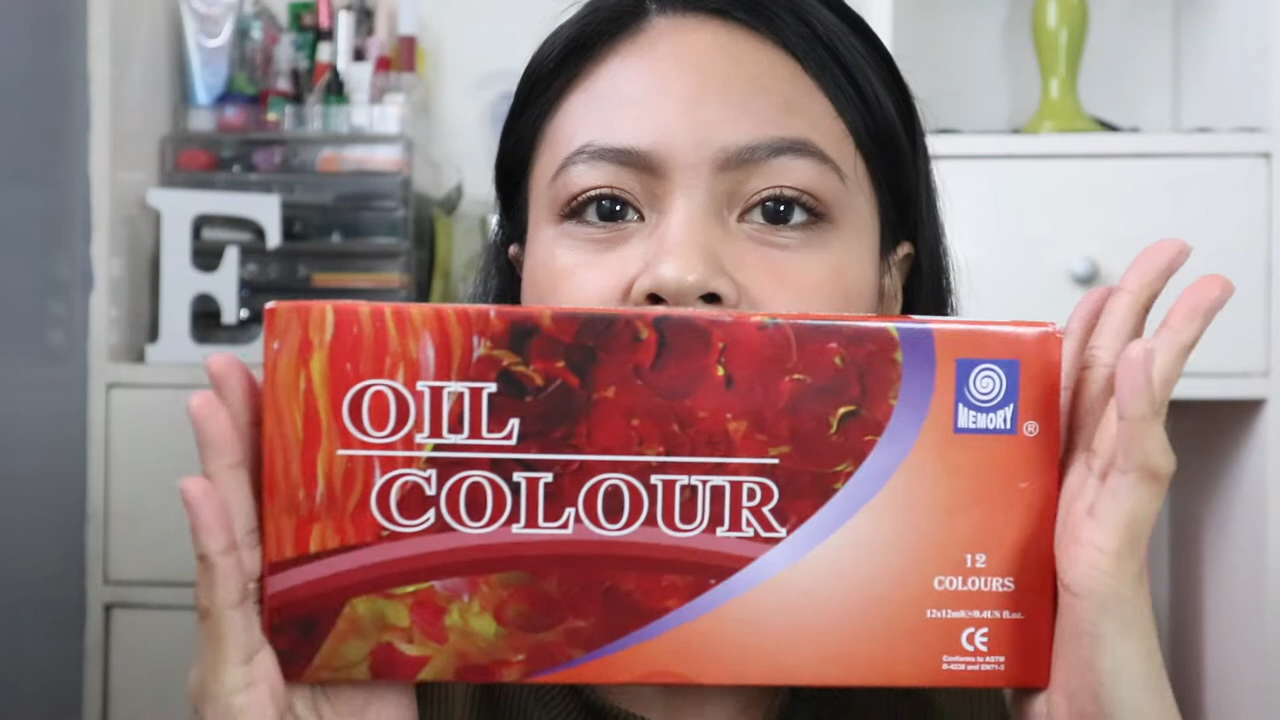 E
OIL
COLOUR
MEMORY
®
12
COLOURS
12x12ml℮0.4US fl.oz.
CE
Conforms to ASTM
D-4236 and EN71-3